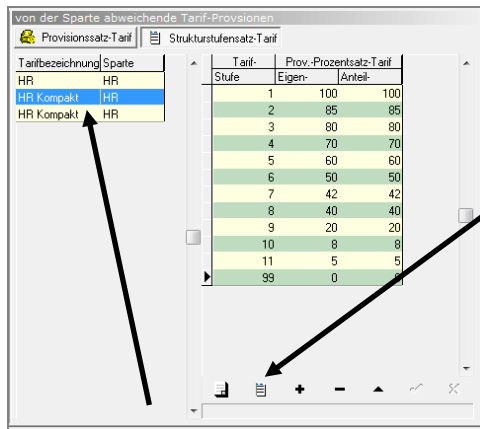 von der Sparte abweichende Tarif-Provsionen
Provisionssatz-Tarif Strukturstufensatz-Tarif
Tarifbezeichnung Sparte
HR HR
HR Kompakt HR
HR Kompakt HR
Tarif- Prov.-Prozentsatz-Tarif
Stufe Eigen- Anteil-
1 100 100
2 85 85
3 80 80
4 70 70
5 60 60
6 50 50
7 42 42
8 40 40
9 20 20
10 8 8
11 5 5
99 0